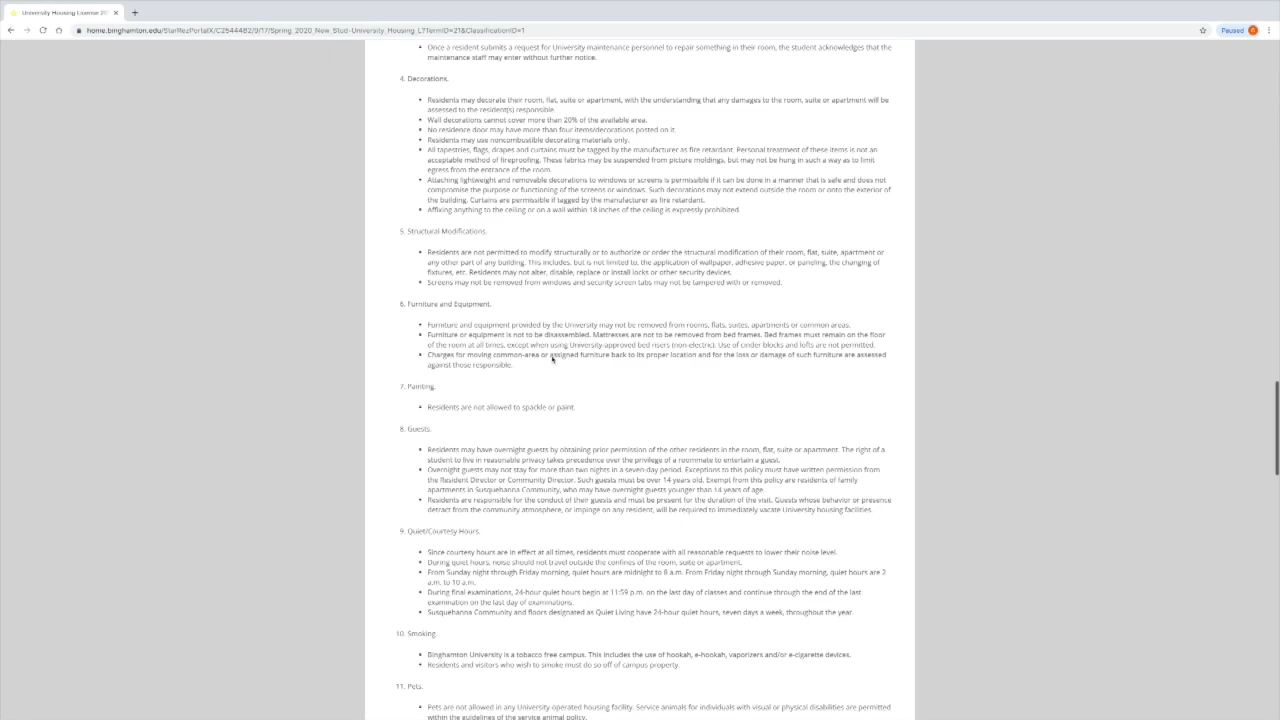 University Housing License 20
home.binghamton.edu/StarRezPortalX/C2544482/9/17/Spring_2020_New_Stud-University_Housing_L?TermID=21&ClassificationID=1
Paused
• Once a resident submits a request for University maintenance personnel to repair something in their room, the student acknowledges that the
maintenance staff may enter without further notice.
4. Decorations.
• Residents may decorate their room, flat, suite or apartment, with the understanding that any damages to the room, suite or apartment will be
assessed to the resident(s) responsible.
• Wall decorations cannot cover more than 20% of the available area.
• No residence door may have more than four items/decorations posted on it.
• Residents may use noncombustible decorating materials only.
• All tapestries, flags, drapes and curtains must be tagged by the manufacturer as fire retardant. Personal treatment of these items is not an
acceptable method of fireproofing. These fabrics may be suspended from picture moldings, but may not be hung in such a way as to limit
egress from the entrance of the room.
• Attaching lightweight and removable decorations to windows or screens is permissible if it can be done in a manner that is safe and does not
compromise the purpose or functioning of the screens or windows. Such decorations may not extend outside the room or onto the exterior of
the building. Curtains are permissible if tagged by the manufacturer as fire retardant.
• Affixing anything to the ceiling or on a wall within 18 inches of the ceiling is expressly prohibited.
5. Structural Modifications.
• Residents are not permitted to modify structurally or to authorize or order the structural modification of their room, flat, suite, apartment or
any other part of any building. This includes, but is not limited to, the application of wallpaper, adhesive paper, or paneling, the changing of
fixtures, etc. Residents may not alter, disable, replace or install locks or other security devices.
• Screens may not be removed from windows and security screen tabs may not be tampered with or removed.
6. Furniture and Equipment.
• Furniture and equipment provided by the University may not be removed from rooms, flats, suites, apartments or common areas.
• Furniture or equipment is not to be disassembled. Mattresses are not to be removed from bed frames. Bed frames must remain on the floor
of the room at all times, except when using University-approved bed risers (non-electric). Use of cinder blocks and lofts are not permitted.
• Charges for moving common-area or assigned furniture back to its proper location and for the loss or damage of such furniture are assessed
against those responsible.
7. Painting.
• Residents are not allowed to spackle or paint.
8. Guests.
• Residents may have overnight guests by obtaining prior permission of the other residents in the room, flat, suite or apartment. The right of a
student to live in reasonable privacy takes precedence over the privilege of a roommate to entertain a guest.
• Overnight guests may not stay for more than two nights in a seven-day period. Exceptions to this policy must have written permission from
the Resident Director or Community Director. Such guests must be over 14 years old. Exempt from this policy are residents of family
apartments in Susquehanna Community, who may have overnight guests younger than 14 years of age.
• Residents are responsible for the conduct of their guests and must be present for the duration of the visit. Guests whose behavior or presence
detract from the community atmosphere, or impinge on any resident, will be required to immediately vacate University housing facilities.
9. Quiet/Courtesy Hours.
• Since courtesy hours are in effect at all times, residents must cooperate with all reasonable requests to lower their noise level.
• During quiet hours, noise should not travel outside the confines of the room, suite or apartment.
• From Sunday night through Friday morning, quiet hours are midnight to 8 a.m. From Friday night through Sunday morning, quiet hours are 2
a.m. to 10 a.m.
• During final examinations, 24-hour quiet hours begin at 11:59 p.m. on the last day of classes and continue through the end of the last
examination on the last day of examinations.
• Susquehanna Community and floors designated as Quiet Living have 24-hour quiet hours, seven days a week, throughout the year.
10. Smoking.
• Binghamton University is a tobacco free campus. This includes the use of hookah, e-hookah, vaporizers and/or e-cigarette devices.
• Residents and visitors who wish to smoke must do so off of campus property.
11. Pets.
• Pets are not allowed in any University operated housing facility. Service animals for individuals with visual or physical disabilities are permitted
within the guidelines of the service animal policy.